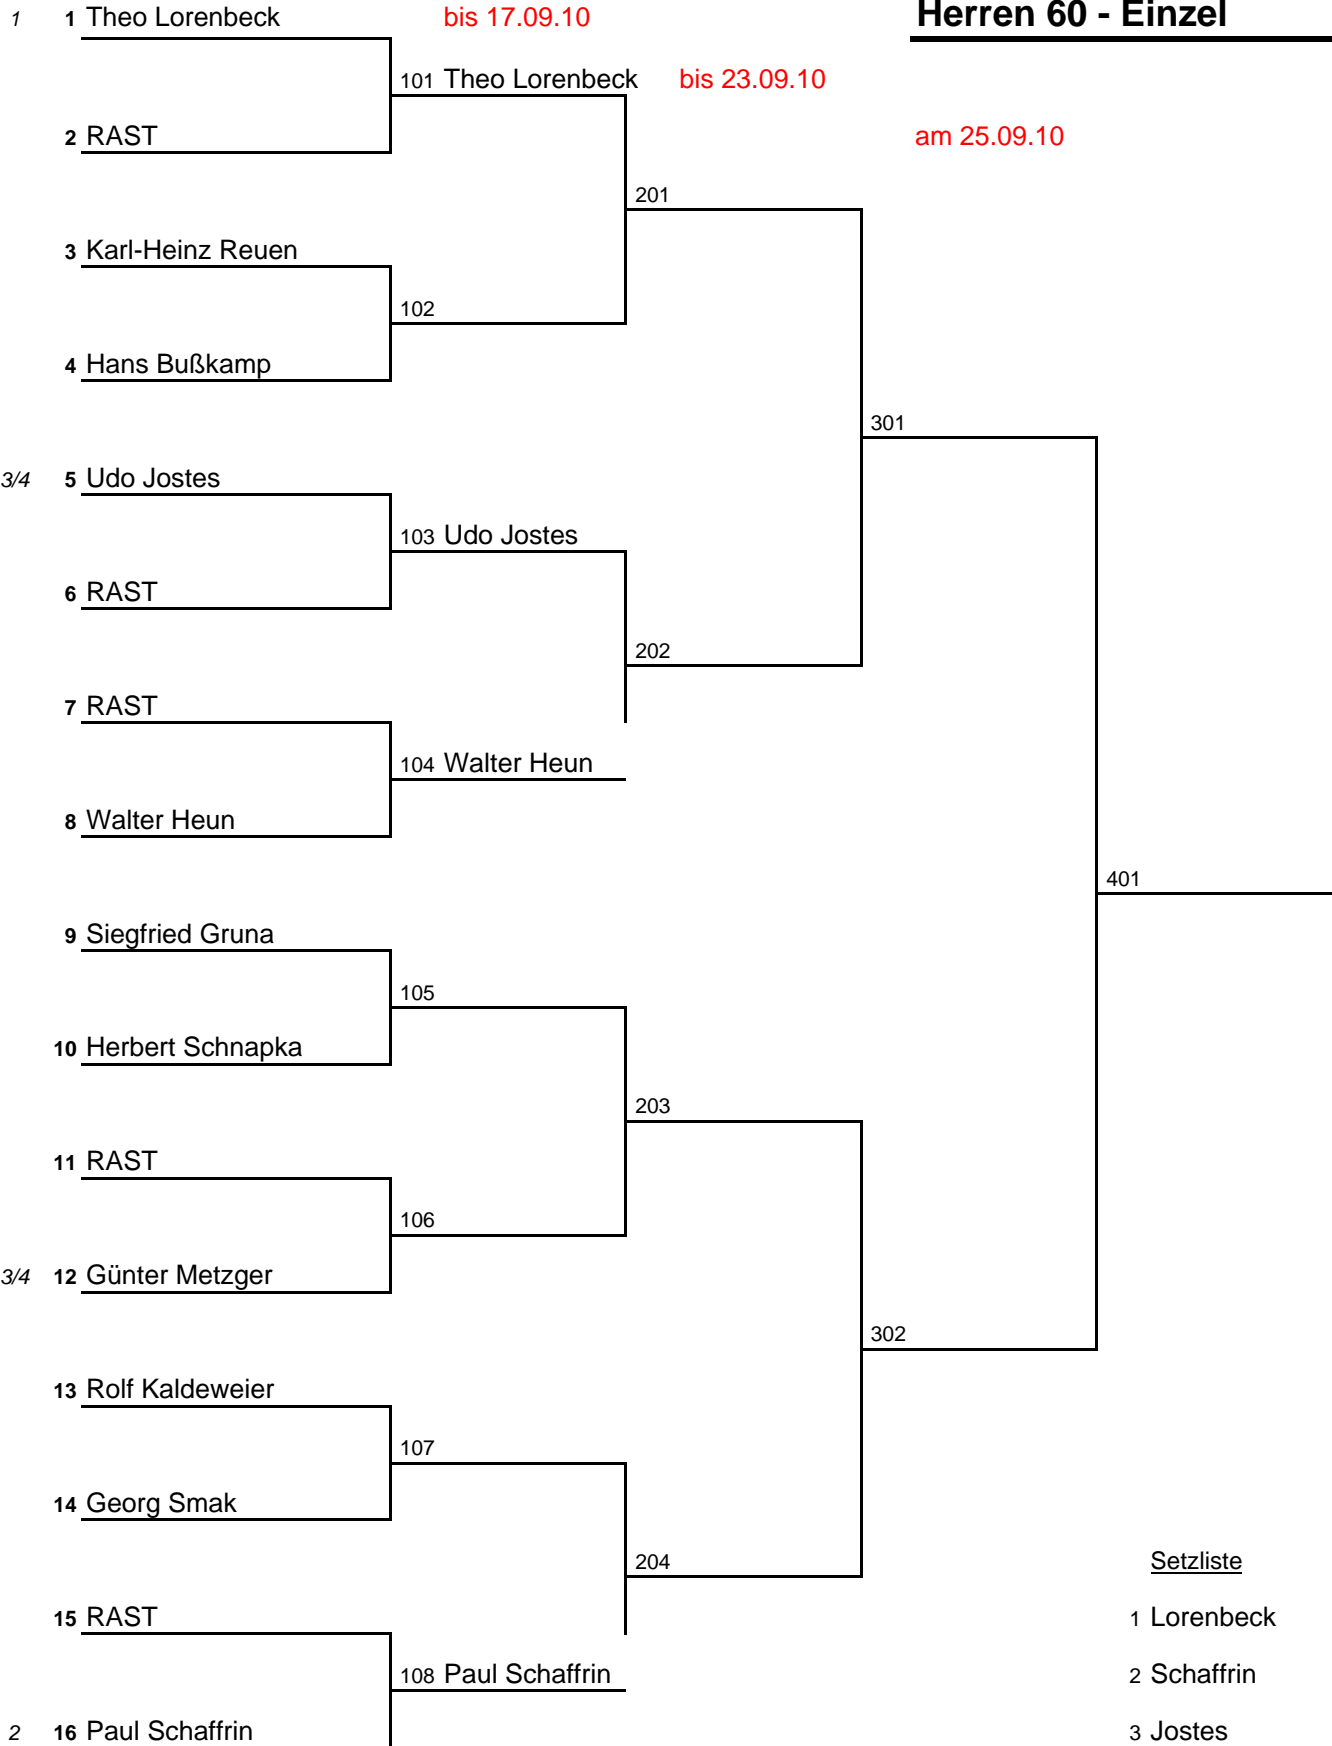 Herren 60 - Einzel
1 1 Theo Lorenbeck bis 17.09.10
101 Theo Lorenbeck bis 23.09.10
2 RAST am 25.09.10
201
3 Karl-Heinz Reuen
102
4 Hans Bußkamp
301
3/4 5 Udo Jostes
103 Udo Jostes
6 RAST
202
7 RAST
104 Walter Heun
8 Walter Heun
401
9 Siegfried Gruna
105
10 Herbert Schnapka
203
11 RAST
106
3/4 12 Günter Metzger
302
13 Rolf Kaldeweier
107
14 Georg Smak
204 Setzliste
15 RAST 1 Lorenbeck
108 Paul Schaffrin 2 Schaffrin
2 16 Paul Schaffrin 3 Jostes